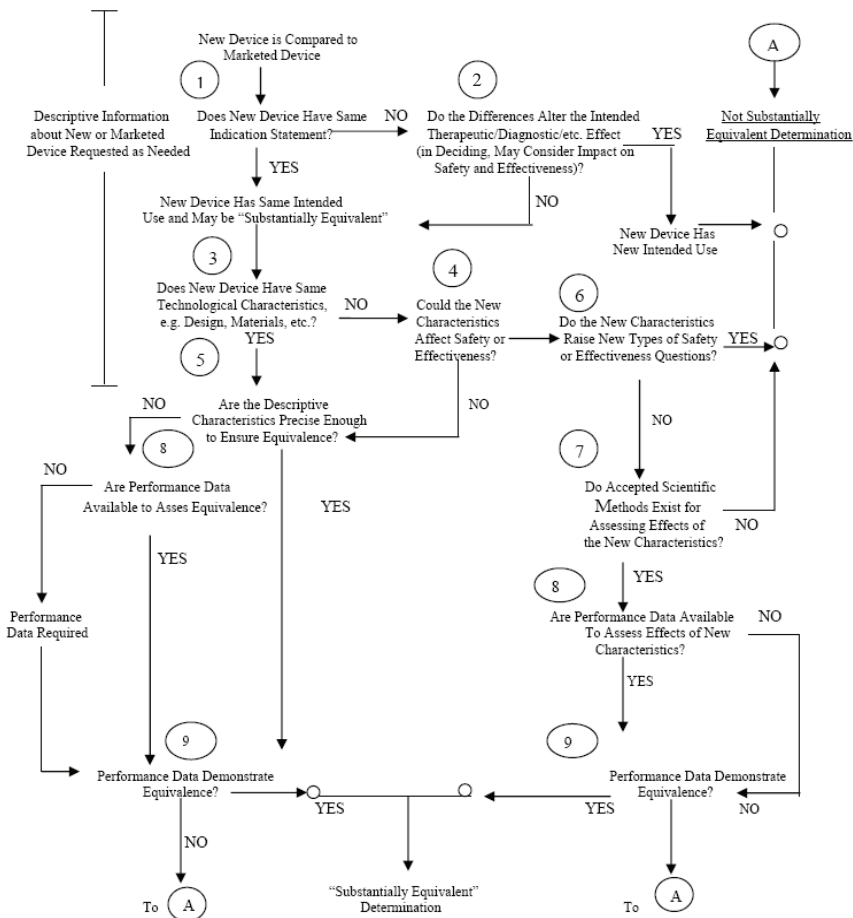 New Device is Compared to
Marketed Device
A
1
2
Descriptive Information
about New or Marketed
Device Requested as Needed
Does New Device Have Same
Indication Statement?
NO
Do the Differences Alter the Intended
Therapeutic/Diagnostic/etc. Effect
(in Deciding, May Consider Impact on
Safety and Effectiveness)?
YES
Not Substantially
Equivalent Determination
YES
New Device Has Same Intended
Use and May be “Substantially Equivalent”
NO
New Device Has
New Intended Use
3
4
6
Does New Device Have Same
Technological Characteristics,
e.g. Design, Materials, etc.?
NO
Could the New
Characteristics
Affect Safety or
Effectiveness?
Do the New Characteristics
Raise New Types of Safety
or Effectiveness Questions?
YES
YES
5
NO
Are the Descriptive
Characteristics Precise Enough
to Ensure Equivalence?
NO
NO
8
7
NO
Are Performance Data
Available to Asses Equivalence?
YES
Do Accepted Scientific
Methods Exist for
Assessing Effects of
the New Characteristics?
NO
YES
YES
8
Performance
Data Required
Are Performance Data Available
To Assess Effects of New
Characteristics?
NO
YES
9
9
Performance Data Demonstrate
Equivalence?
YES
YES
Performance Data Demonstrate
Equivalence?
NO
NO
To A
“Substantially Equivalent”
Determination
To A